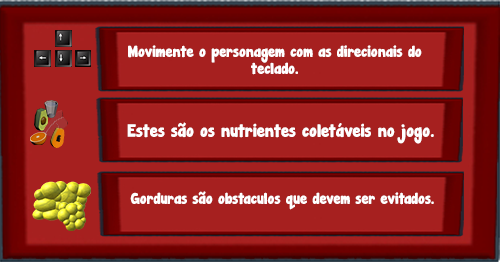 Movimente o personagem com as direcionais do
teclado.
Estes são os nutrientes coletáveis no jogo.
Gorduras são obstaculos que devem ser evitados.